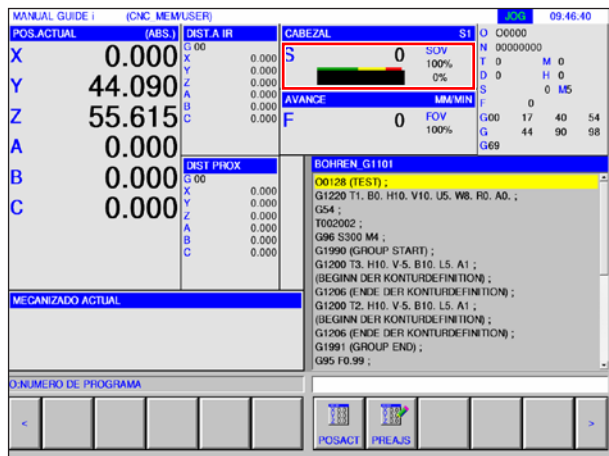 MANUAL GUIDE i (CNC_MEM/USER) JOG 09:46.40
POS.ACTUAL (ABS.)
X 0.000
Y 44.090
Z 55.615
A 0.000
B 0.000
C 0.000
DIST.A IR
G 00
X 0.000
Y 0.000
Z 0.000
A 0.000
B 0.000
C 0.000
DIST PROX
G 00
X 0.000
Y 0.000
Z 0.000
A 0.000
B 0.000
C 0.000
CABEZAL S1
S 0 SOV
100%
0%
AVANCE MM/MIN
F 0 FOV
100%
O O0000
N 00000000
T 0 M 0
D 0 H 0
S 0 M5
F 0
G00 17 40 54
G 44 90 98
G69
BOHREN_G1101
O0128 (TEST) ;
G1220 T1. B0. H10. V10. U5. W8. R0. A0. ;
G54 ;
T002002 ;
G96 S300 M4 ;
G1990 (GROUP START) ;
G1200 T3. H10. V-5. B10. L5. A1 ;
(BEGINN DER KONTURDEFINITION) ;
G1206 (ENDE DER KONTURDEFINITION) ;
G1200 T2. H10. V-5. B10. L5. A1 ;
(BEGINN DER KONTURDEFINITION) ;
G1206 (ENDE DER KONTURDEFINITION) ;
G1991 (GROUP END) ;
G95 F0.99 ;
MECANIZADO ACTUAL
O:NUMERO DE PROGRAMA
< POSACT PREAJS >